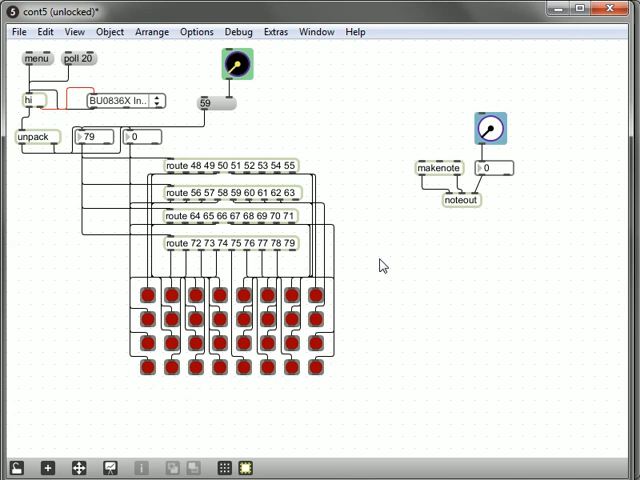 5 cont5 (unlocked)*
File Edit View Object Arrange Options Debug Extras Window Help
menu poll 20
hi BU0836X In.. 59
unpack 79 0
route 48 49 50 51 52 53 54 55
makenote 0
route 56 57 58 59 60 61 62 63
noteout
route 64 65 66 67 68 69 70 71
route 72 73 74 75 76 77 78 79